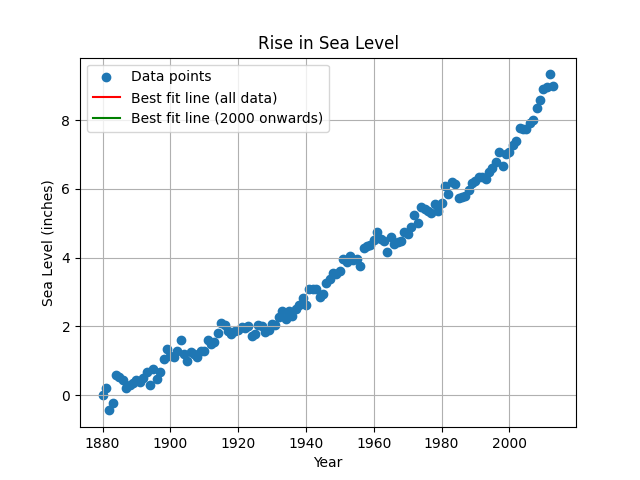 Rise in Sea Level
Data points
Best fit line (all data)
Best fit line (2000 onwards)
Sea Level (inches)
8
6
4
2
0
1880 1900 1920 1940 1960 1980 2000
Year